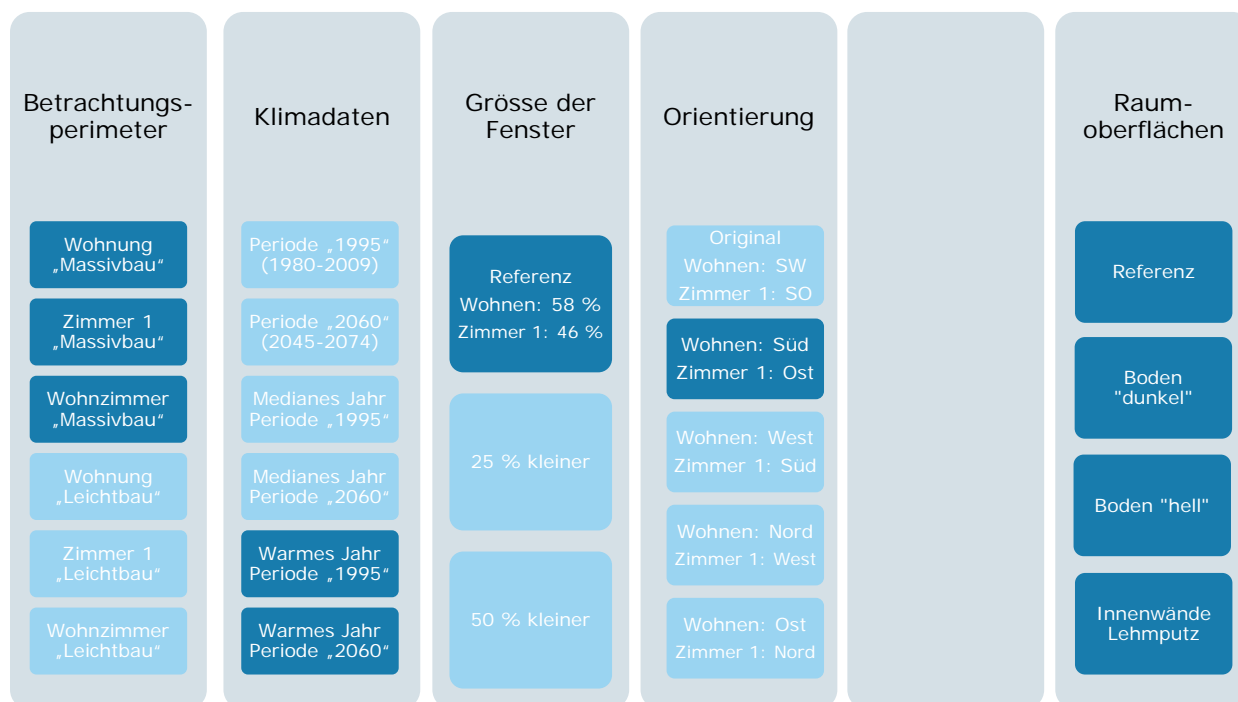 Betrachtungs-
perimeter
Wohnung
„Massivbau“
Zimmer 1
„Massivbau“
Wohnzimmer
„Massivbau“
Wohnung
„Leichtbau“
Zimmer 1
„Leichtbau“
Wohnzimmer
„Leichtbau“
Klimadaten
Periode „1995“
(1980-2009)
Periode „2060“
(2045-2074)
Medianes Jahr
Periode „1995“
Medianes Jahr
Periode „2060“
Warmes Jahr
Periode „1995“
Warmes Jahr
Periode „2060“
Grösse der
Fenster
Referenz
Wohnen: 58 %
Zimmer 1: 46 %
25 % kleiner
50 % kleiner
Orientierung
Original
Wohnen: SW
Zimmer 1: SO
Wohnen: Süd
Zimmer 1: Ost
Wohnen: West
Zimmer 1: Süd
Wohnen: Nord
Zimmer 1: West
Wohnen: Ost
Zimmer 1: Nord
Raum-
oberflächen
Referenz
Boden
"dunkel"
Boden "hell"
Innenwände
Lehmputz